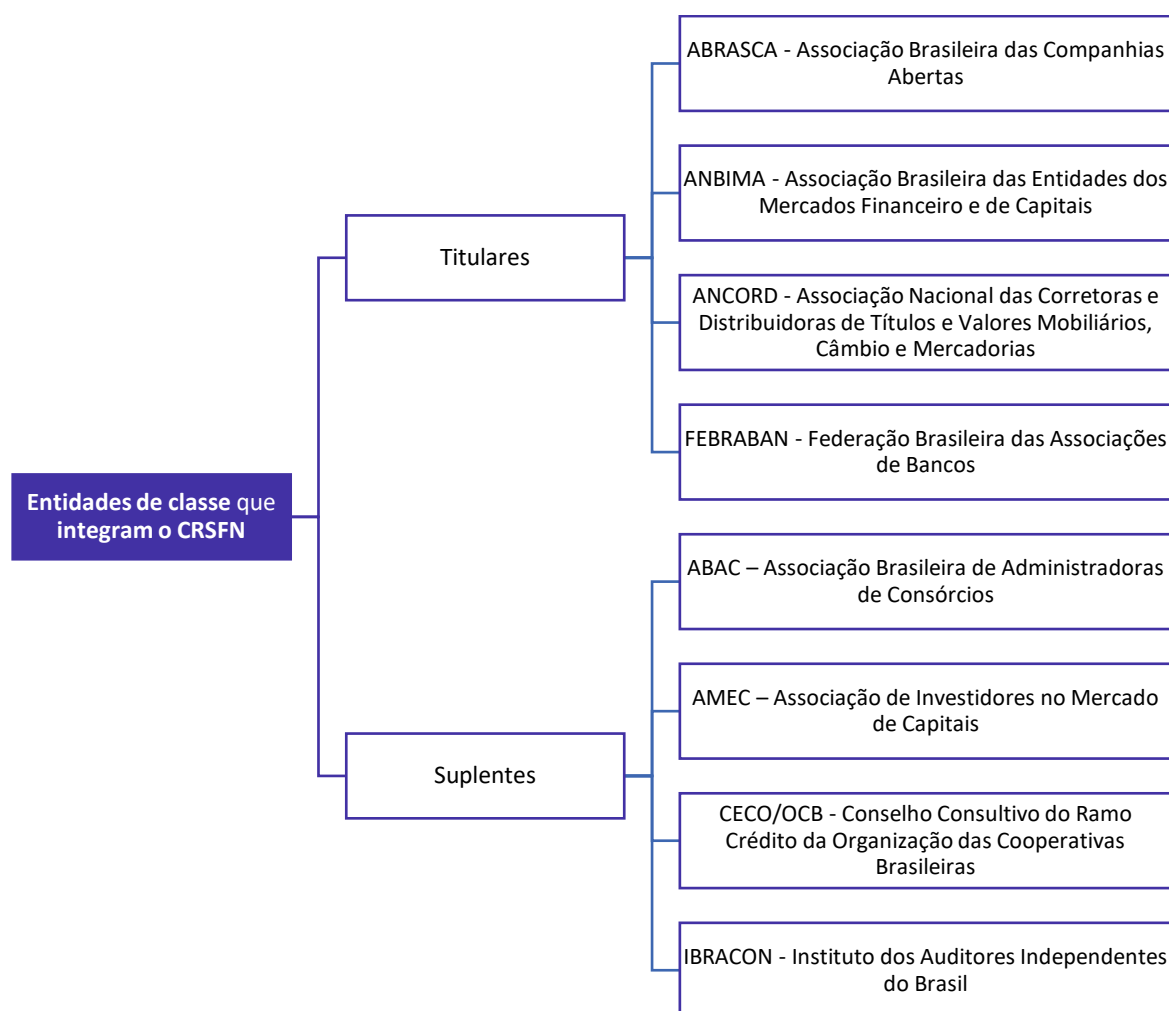 ABRASCA - Associação Brasileira das Companhias
Abertas
ANBIMA - Associação Brasileira das Entidades dos
Mercados Financeiro e de Capitais
Titulares
ANCORD - Associação Nacional das Corretoras e
Distribuidoras de Títulos e Valores Mobiliários,
Câmbio e Mercadorias
FEBRABAN - Federação Brasileira das Associações
de Bancos
Entidades de classe que
integram o CRSFN
ABAC – Associação Brasileira de Administradoras
de Consórcios
AMEC – Associação de Investidores no Mercado
de Capitais
Suplentes
CECO/OCB - Conselho Consultivo do Ramo
Crédito da Organização das Cooperativas
Brasileiras
IBRACON - Instituto dos Auditores Independentes
do Brasil